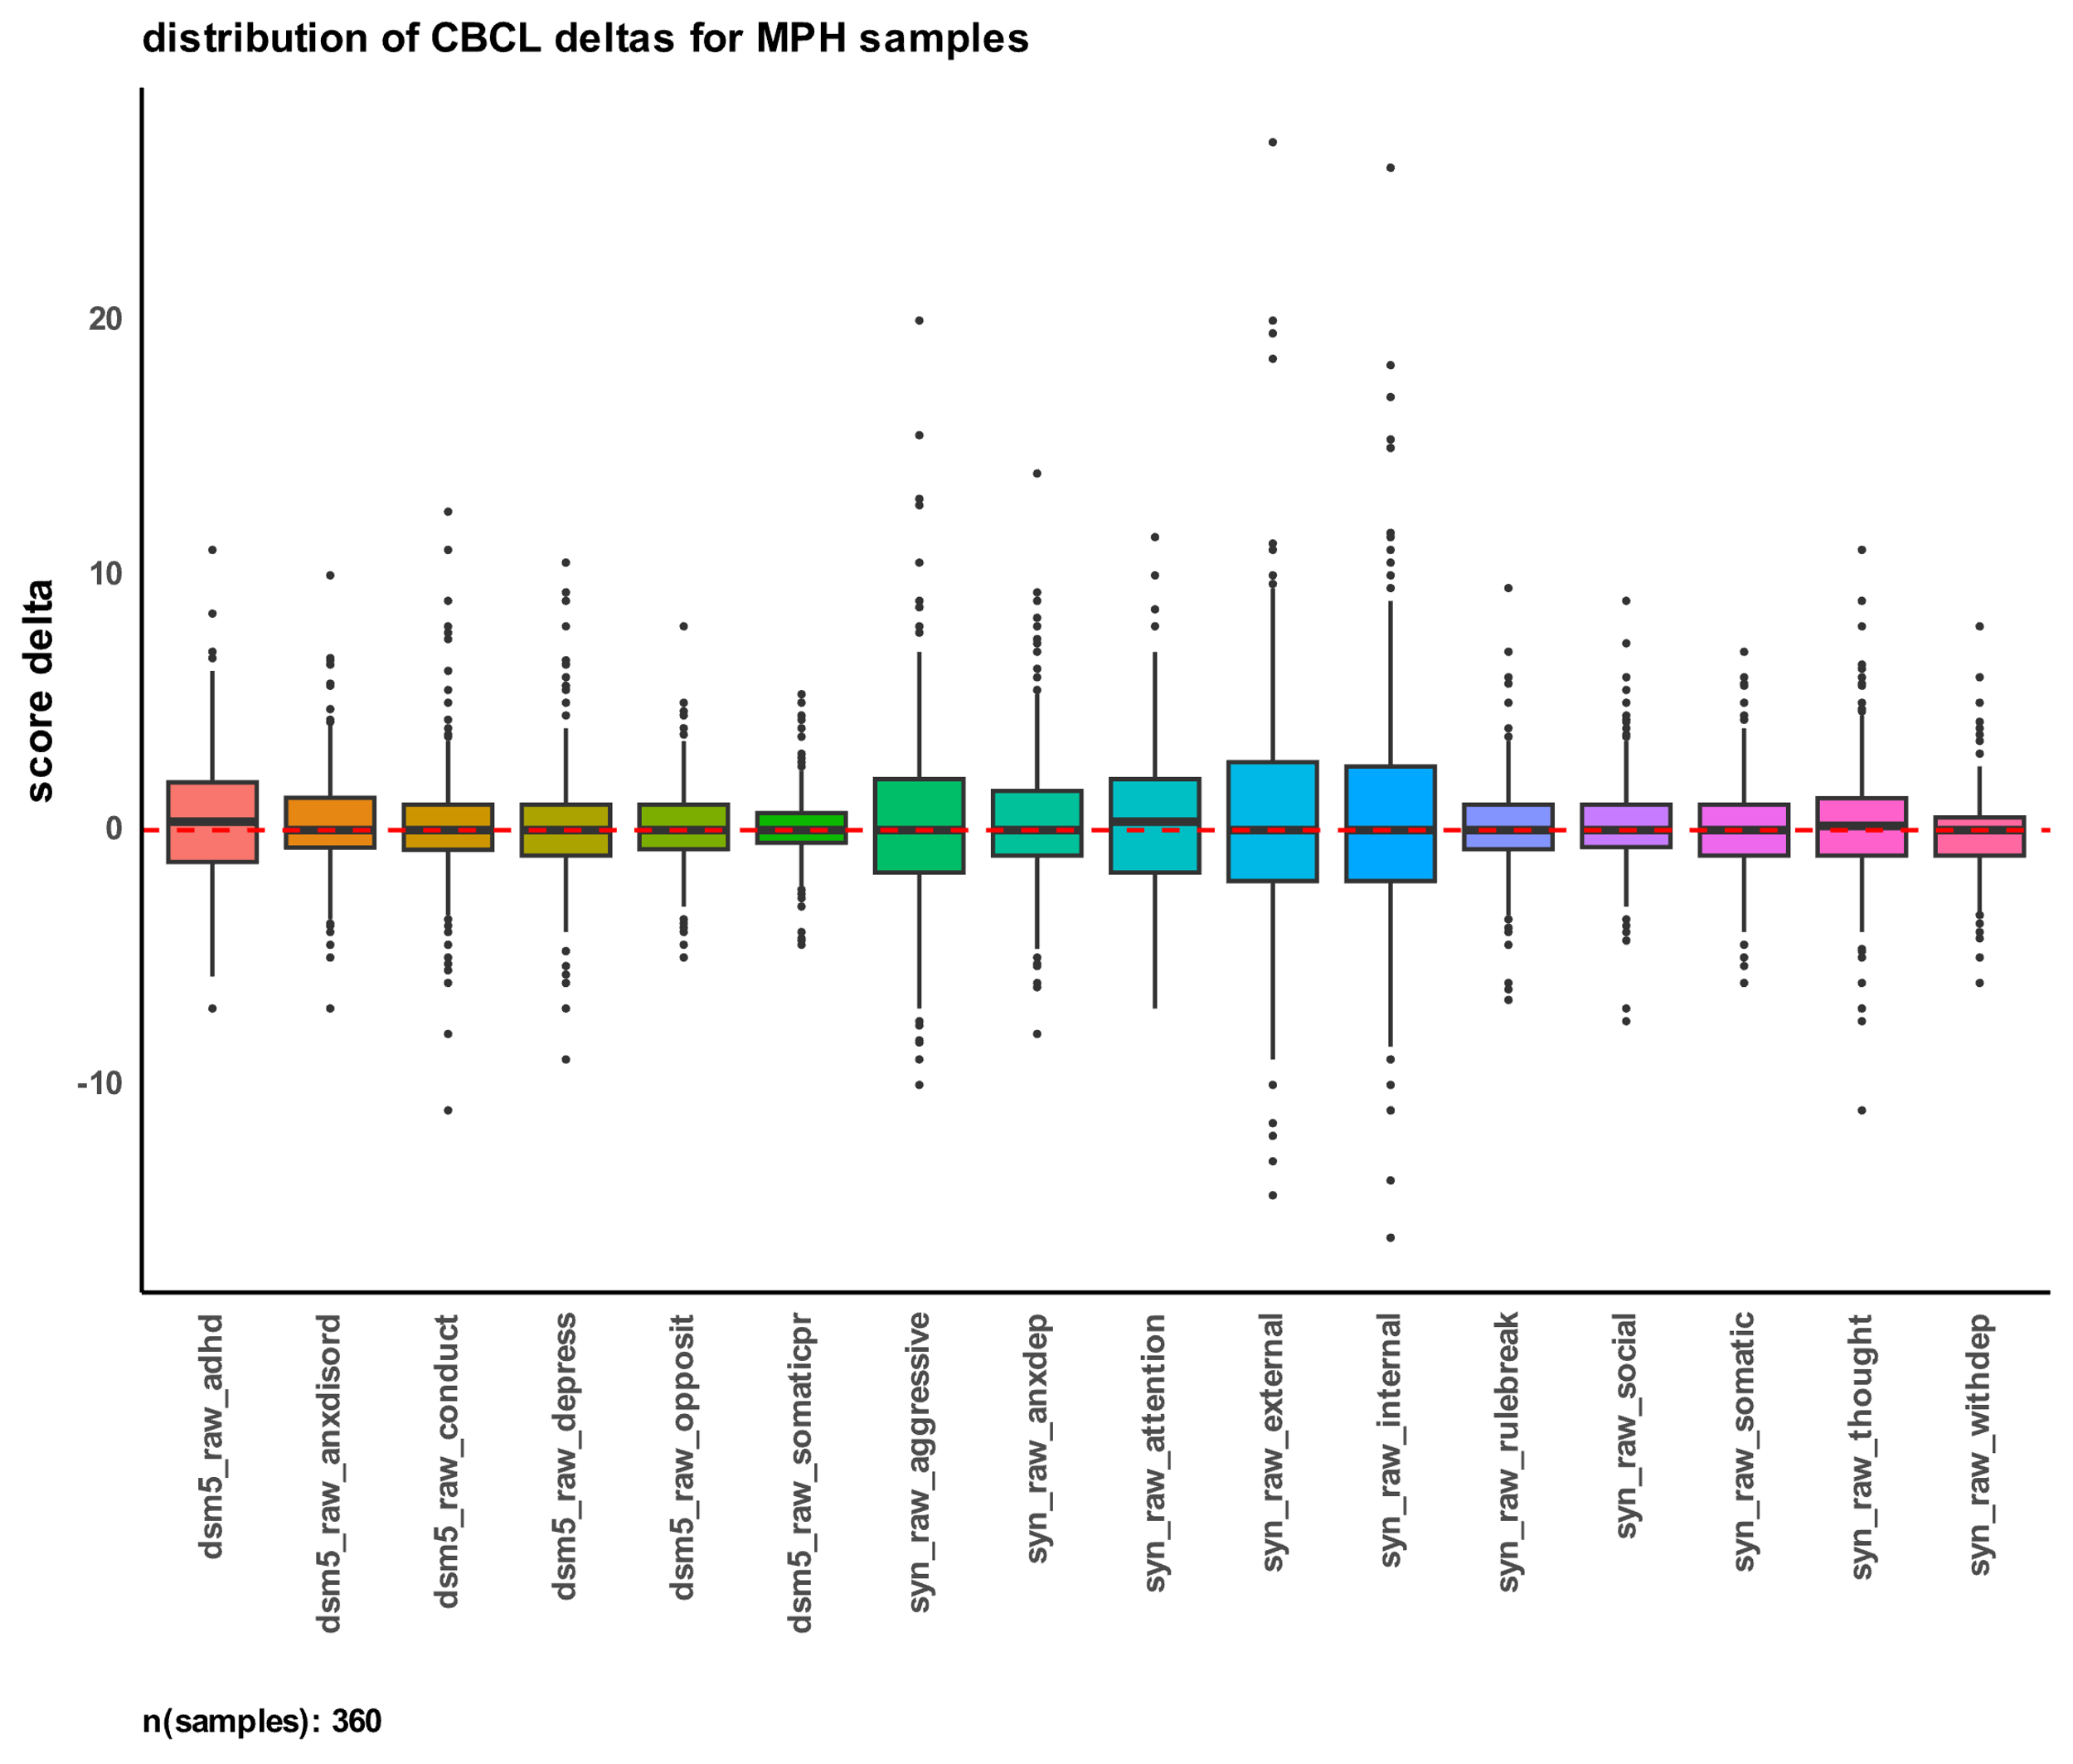 distribution of CBCL deltas for MPH samples
score delta
20
10
0
-10
dsm5_raw_adhd
dsm5_raw_anxdisord
dsm5_raw_conduct
dsm5_raw_depress
dsm5_raw_opposit
dsm5_raw_somaticpr
syn_raw_aggressive
syn_raw_anxdep
syn_raw_attention
syn_raw_external
syn_raw_internal
syn_raw_rulebreak
syn_raw_social
syn_raw_somatic
syn_raw_thought
syn_raw_withdep
n(samples): 360